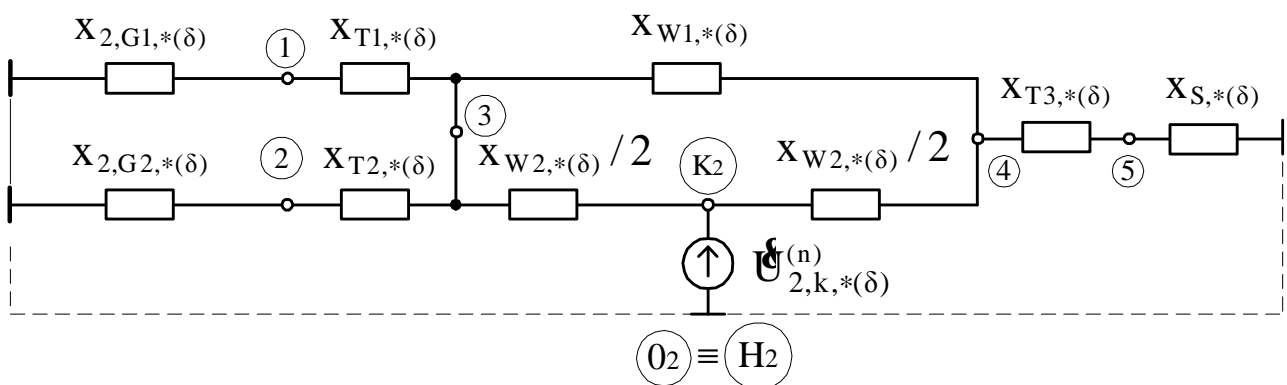 x2,G1,*(δ) 1 xT1,*(δ) xW1,*(δ)
3 xT3,*(δ) xS,*(δ)
x2,G2,*(δ) 2 xT2,*(δ) xW2,*(δ) /2 K2 xW2,*(δ) /2 4 5
U(n)2,k,*(δ)
02 ≡ H2